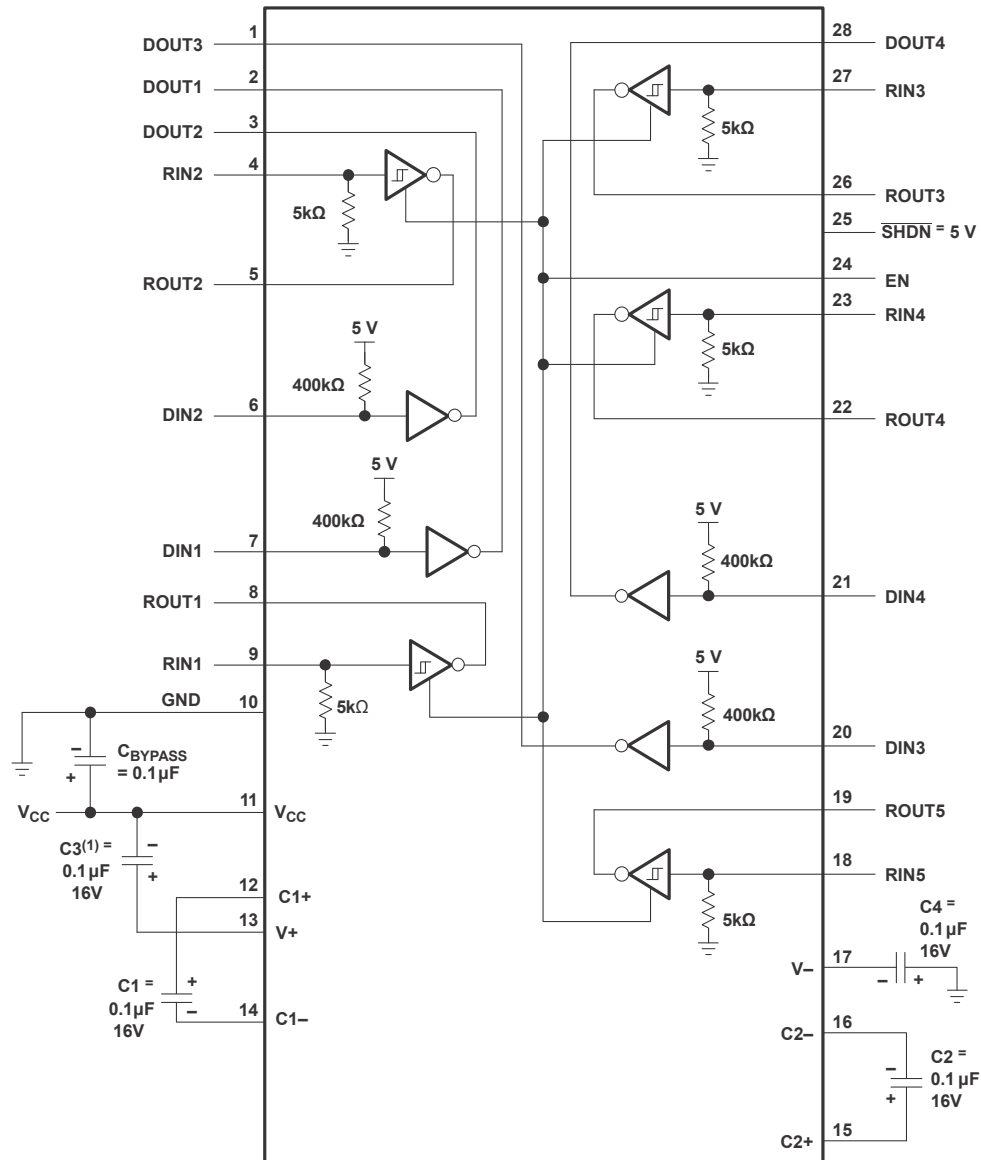 DOUT3
1
DOUT1
2
DOUT2
3
RIN2
4
5kΩ
ROUT2
5
5 V
400kΩ
DIN2
6
5 V
400kΩ
DIN1
7
ROUT1
8
RIN1
9
5kΩ
GND
10
CBYPASS
= 0.1µF
–
+
VCC
11
VCC
C3(1) =
0.1µF
16V
–
+
12
C1+
13
V+
C1 =
0.1µF
16V
+
–
14
C1–
28
DOUT4
27
RIN3
5kΩ
26
ROUT3
25
SHDN = 5 V
24
EN
23
RIN4
5kΩ
22
ROUT4
5 V
400kΩ
21
DIN4
5 V
400kΩ
20
DIN3
19
ROUT5
18
RIN5
5kΩ
C4 =
0.1µF
16V
V–
17
–
+
16
C2–
C2 =
0.1µF
16V
–
+
15
C2+